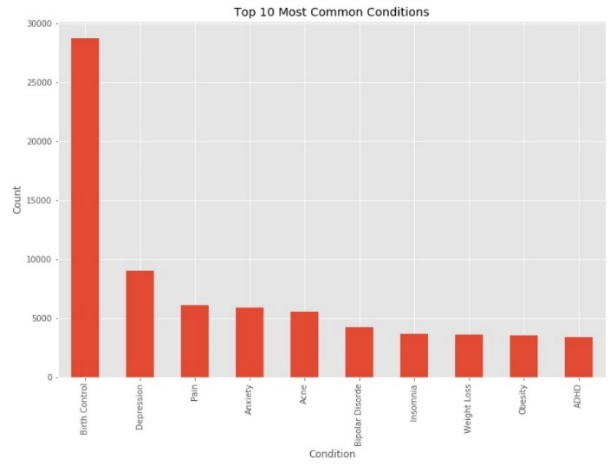 Top 10 Most Common Conditions
30000
25000
20000
15000
10000
5000
0
Count
Birth Control
Depression
Pain
Anxiety
Acne
Bipolar Disorde
Insomnia
Weight Loss
Obesity
ADHD
Condition